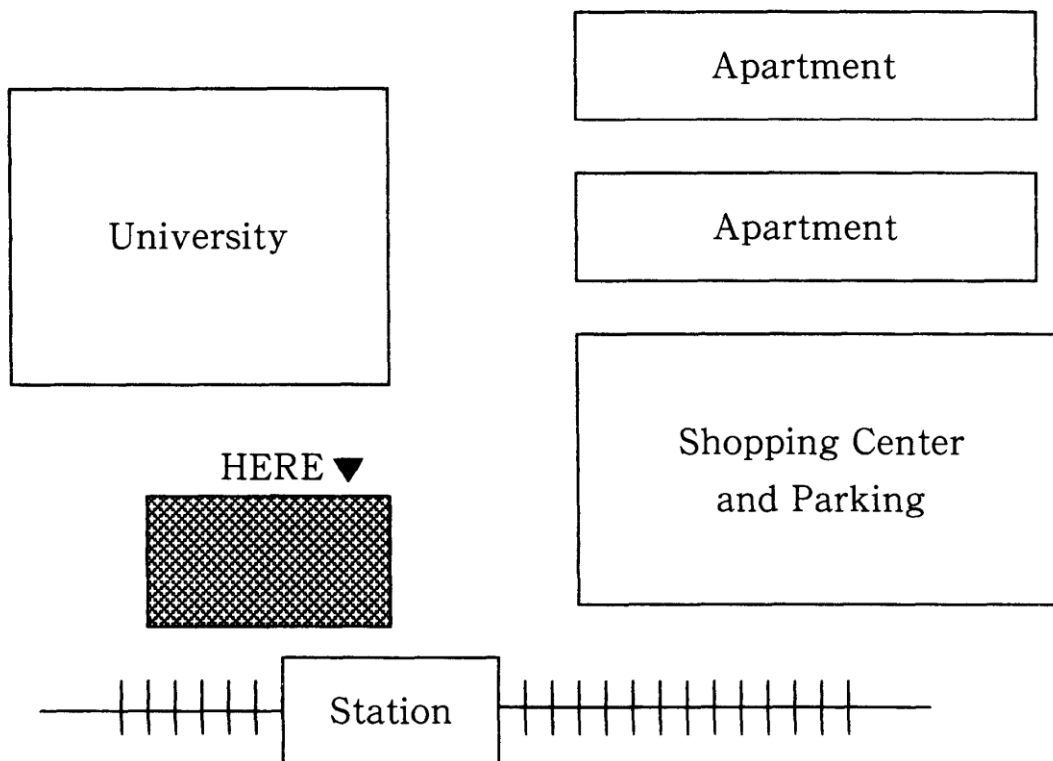 Apartment
University
Apartment
Shopping Center
and Parking
HERE ▼
Station